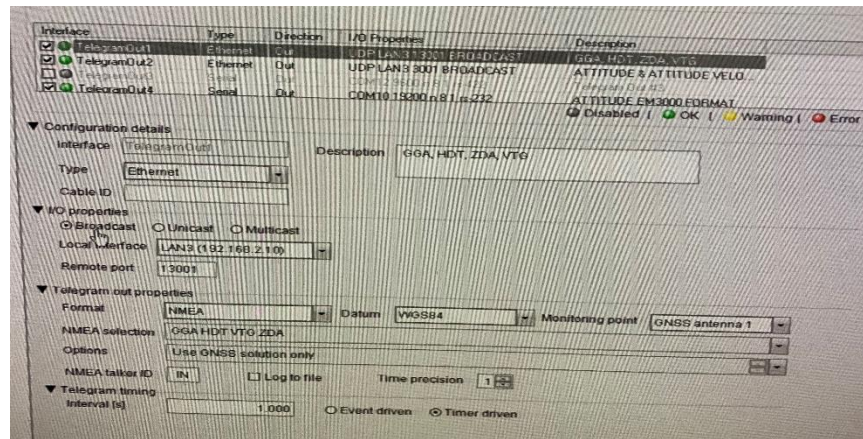 Interface Type Direction I/O Properties Description
TelegramOut1 Ethernet Out UDP LAN3 13001 BROADCAST GGA, HDT, ZDA, VTG
TelegramOut2 Ethernet Out UDP LAN3 3001 BROADCAST ATTITUDE & ATTITUDE VELO...
TelegramOut3 Serial Telegram Out #3
TelegramOut4 Serial Out COM10 19200 n 8 1, rs-232 ATTITUDE EM3000 FORMAT
Disabled | OK | Warning | Error
Configuration details
Interface TelegramOut1 Description GGA, HDT, ZDA, VTG
Type Ethernet
Cable ID
I/O properties
Broadcast Unicast Multicast
Local interface LAN3 (192.168.2.10)
Remote port 13001
Telegram out properties
Format NMEA Datum WGS84 Monitoring point GNSS antenna 1
NMEA selection GGA HDT VTG ZDA
Options Use GNSS solution only
NMEA talker ID IN Log to file Time precision 1
Telegram timing
Interval [s] 1.000 Event driven Timer driven